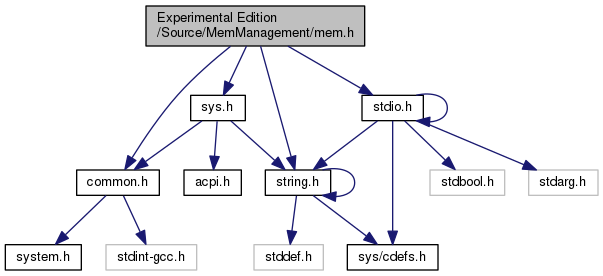 Experimental Edition
/Source/MemManagement/mem.h
sys.h
stdio.h
common.h
acpi.h
string.h
stdbool.h
stdarg.h
system.h
stdint-gcc.h
stddef.h
sys/cdefs.h